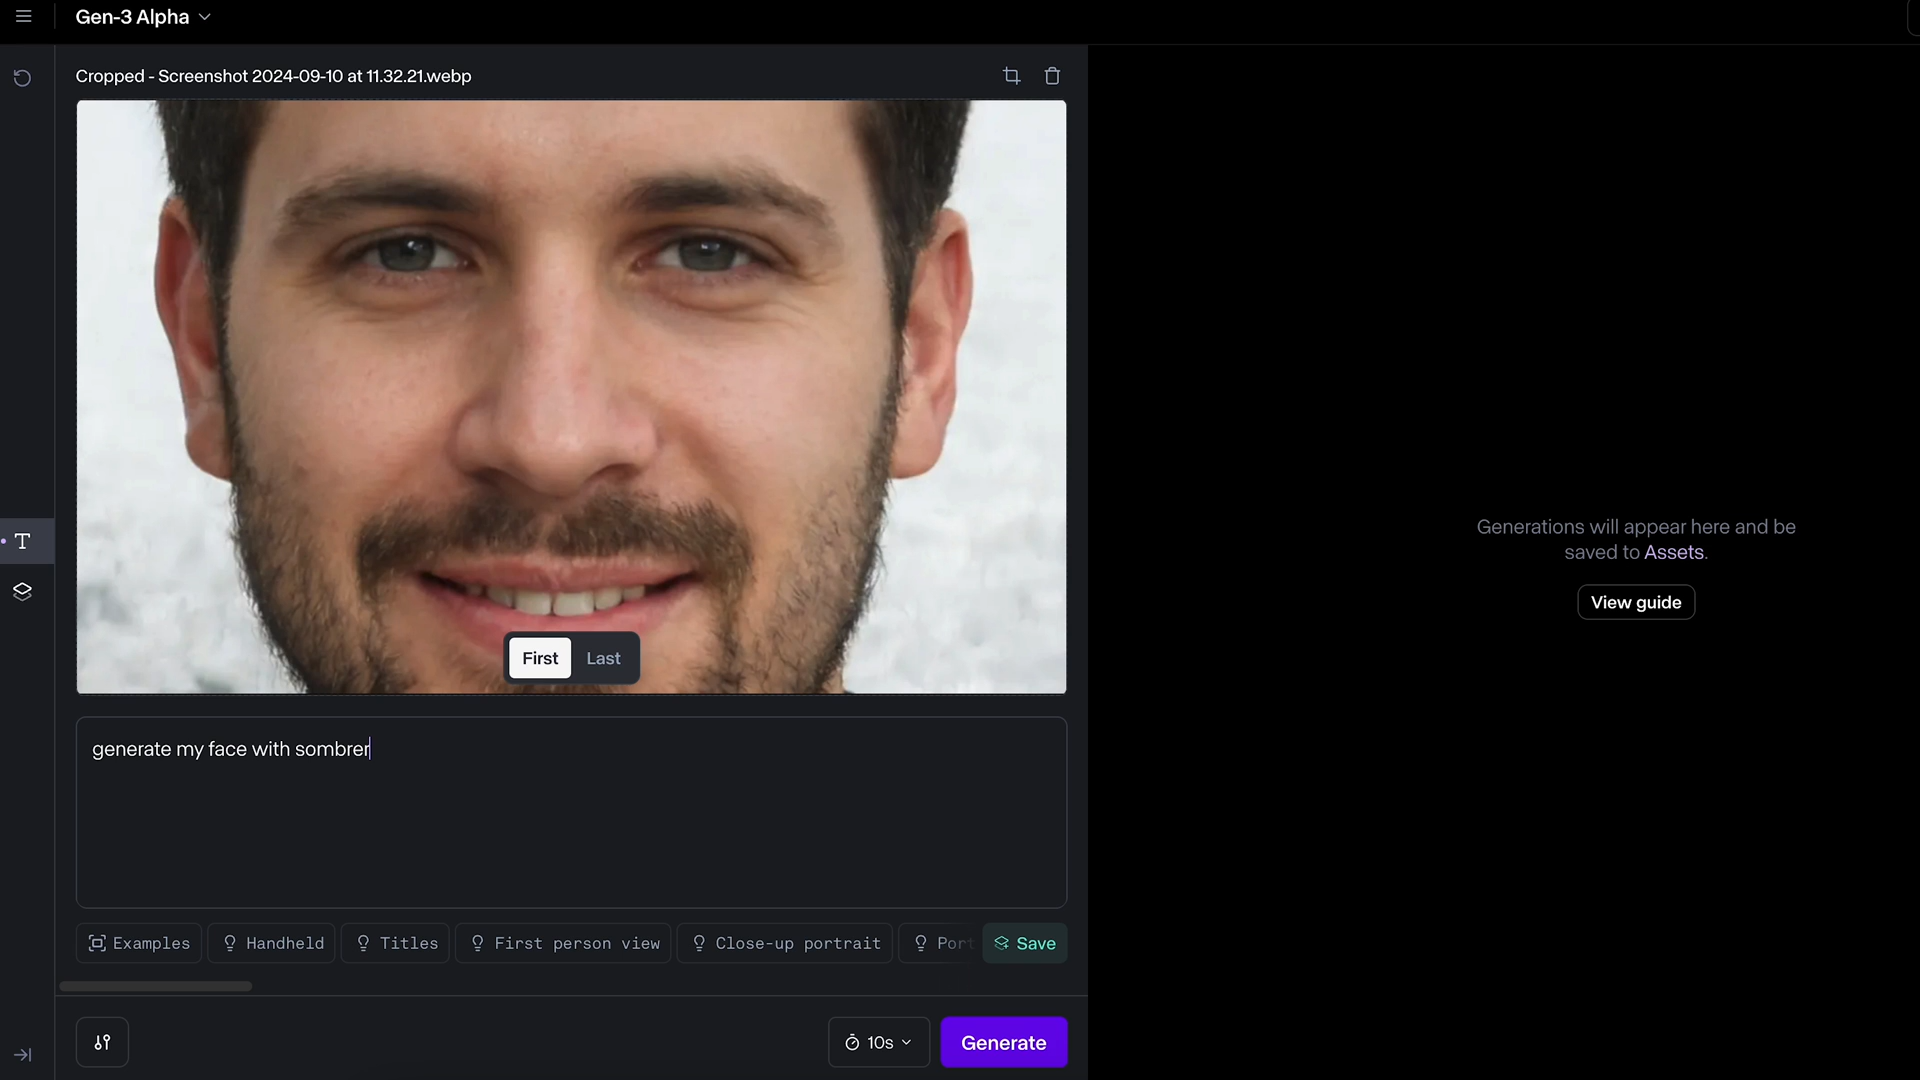 Gen-3 Alpha
Cropped - Screenshot 2024-09-10 at 11.32.21.webp
First Last
generate my face with sombrer
Examples Handheld Titles First person view Close-up portrait Port Save
10s Generate
Generations will appear here and be
saved to Assets.
View guide